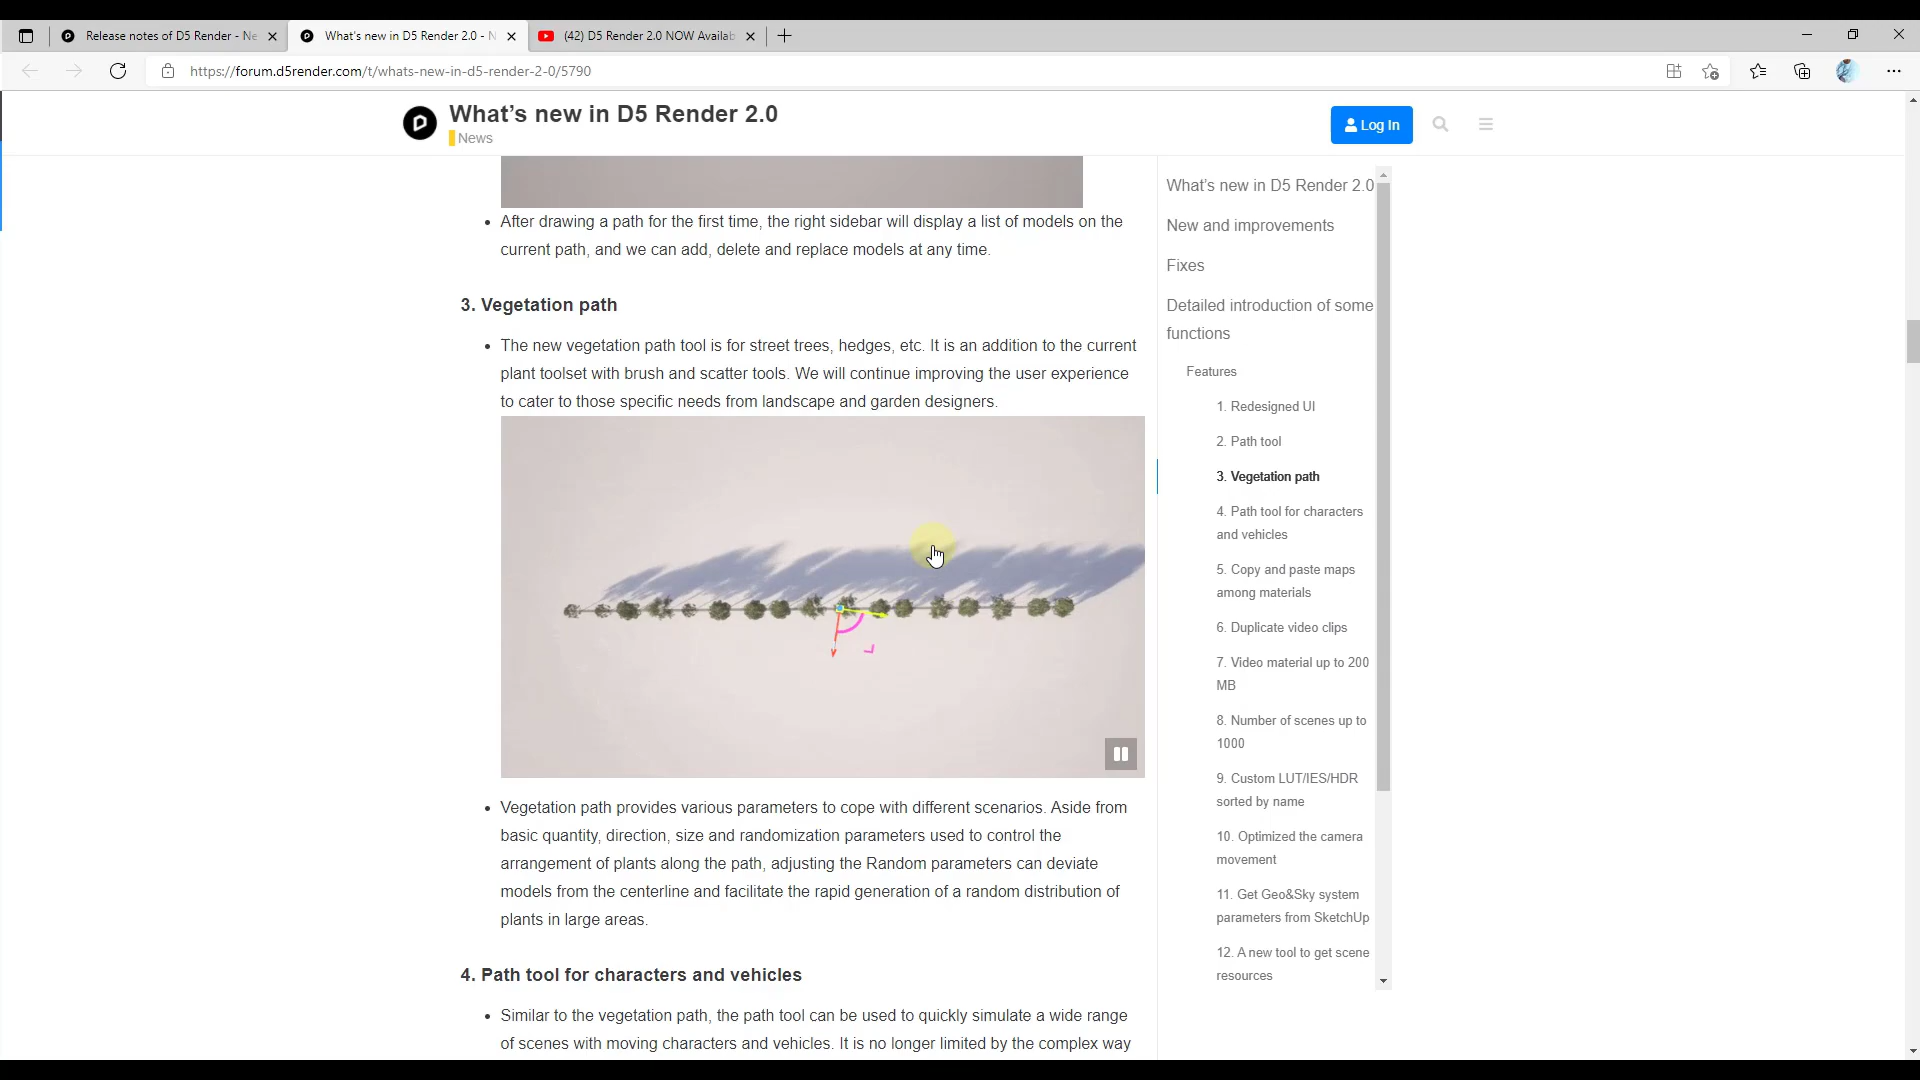 Release notes of D5 Render - Ne
What's new in D5 Render 2.0 - N
(42) D5 Render 2.0 NOW Availab
https://forum.d5render.com/t/whats-new-in-d5-render-2-0/5790
What’s new in D5 Render 2.0
News
Log In
After drawing a path for the first time, the right sidebar will display a list of models on the
current path, and we can add, delete and replace models at any time.
3. Vegetation path
The new vegetation path tool is for street trees, hedges, etc. It is an addition to the current
plant toolset with brush and scatter tools. We will continue improving the user experience
to cater to those specific needs from landscape and garden designers.
Vegetation path provides various parameters to cope with different scenarios. Aside from
basic quantity, direction, size and randomization parameters used to control the
arrangement of plants along the path, adjusting the Random parameters can deviate
models from the centerline and facilitate the rapid generation of a random distribution of
plants in large areas.
4. Path tool for characters and vehicles
Similar to the vegetation path, the path tool can be used to quickly simulate a wide range
of scenes with moving characters and vehicles. It is no longer limited by the complex way
What's new in D5 Render 2.0
New and improvements
Fixes
Detailed introduction of some
functions
Features
1. Redesigned UI
2. Path tool
3. Vegetation path
4. Path tool for characters
and vehicles
5. Copy and paste maps
among materials
6. Duplicate video clips
7. Video material up to 200
MB
8. Number of scenes up to
1000
9. Custom LUT/IES/HDR
sorted by name
10. Optimized the camera
movement
11. Get Geo&Sky system
parameters from SketchUp
12. A new tool to get scene
resources